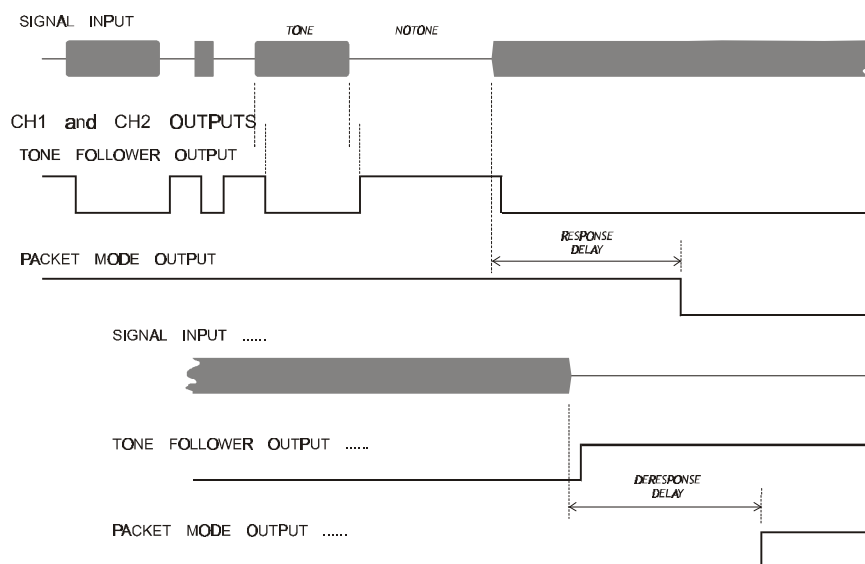 SIGNAL INPUT
TONE
NOTONE
CH1 and CH2 OUTPUTS
TONE FOLLOWER OUTPUT
RESPONSE
DELAY
PACKET MODE OUTPUT
SIGNAL INPUT ......
TONE FOLLOWER OUTPUT ......
DERESPONSE
DELAY
PACKET MODE OUTPUT ......